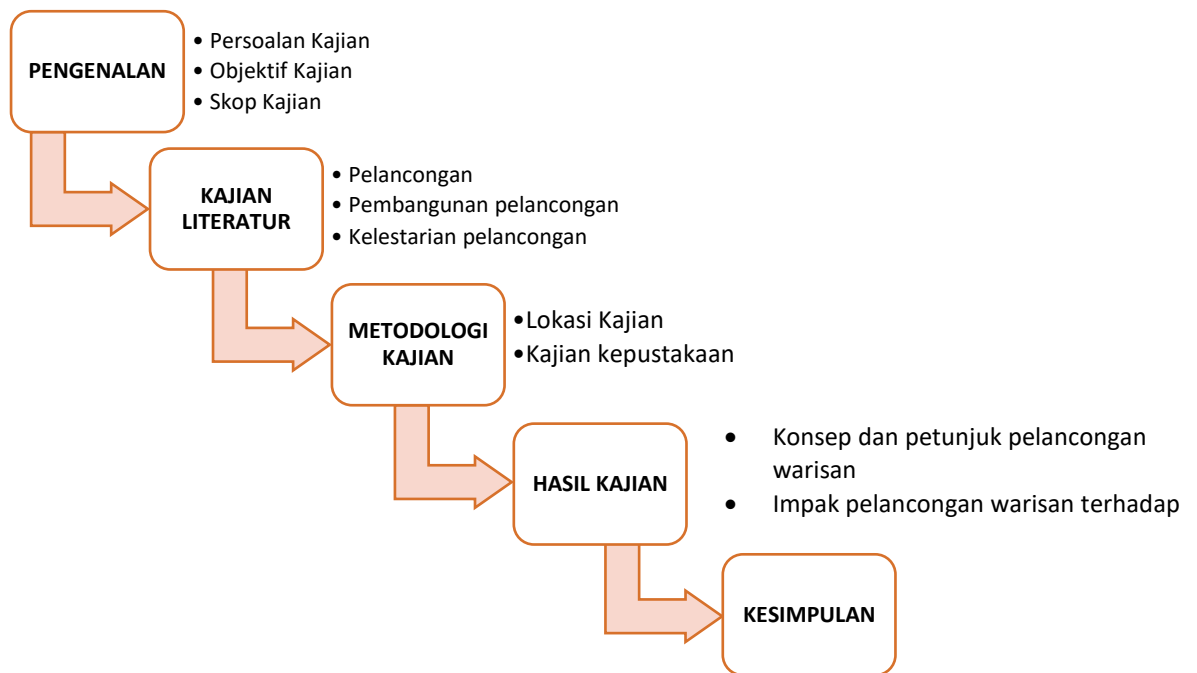 PENGENALAN
• Persoalan Kajian
• Objektif Kajian
• Skop Kajian
KAJIAN
LITERATUR
• Pelancongan
• Pembangunan pelancongan
• Kelestarian pelancongan
METODOLOGI
KAJIAN
•Lokasi Kajian
•Kajian kepustakaan
HASIL KAJIAN
• Konsep dan petunjuk pelancongan
warisan
• Impak pelancongan warisan terhadap
KESIMPULAN